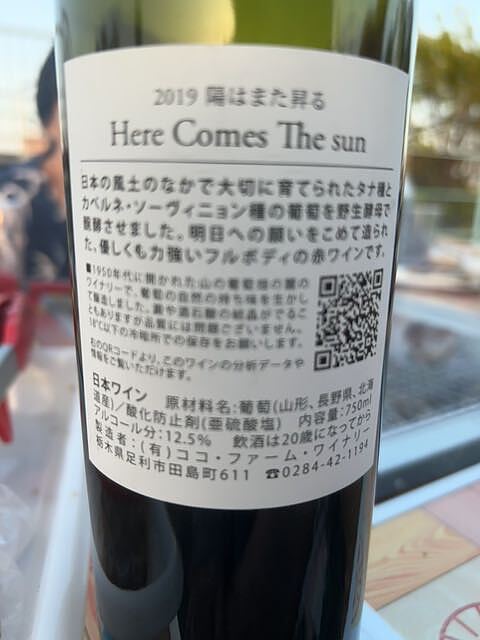 2019 陽はまた昇る
Here Comes The sun
日本の風土のなかで大切に育てられたタナ種と
カベルネ・ソーヴィニョン種の葡萄を野生酵母で
醗酵させました。明日への願いをこめて造られ
た、優しくも力強いフルボディの赤ワインです。
■1950年代に開かれた山の葡萄畑の麓の
ワイナリーで、葡萄の自然の持ち味を生かし
て醸造しました。澱や酒石酸の結晶がでるこ
ともありますが品質には問題ございません。
18℃以下の冷暗所での保存をお願いします。
右のQRコードより、このワインの分析データや
情報をご覧いただけます。
日本ワイン 原材料名:葡萄(山形、長野県、北海
道産)/酸化防止剤(亜硫酸塩) 内容量:750ml
アルコール分:12.5% 飲酒は20歳になってから
製造者:(有)ココ・ファーム・ワイナリー
栃木県足利市田島町611 ☎0284-42-1194